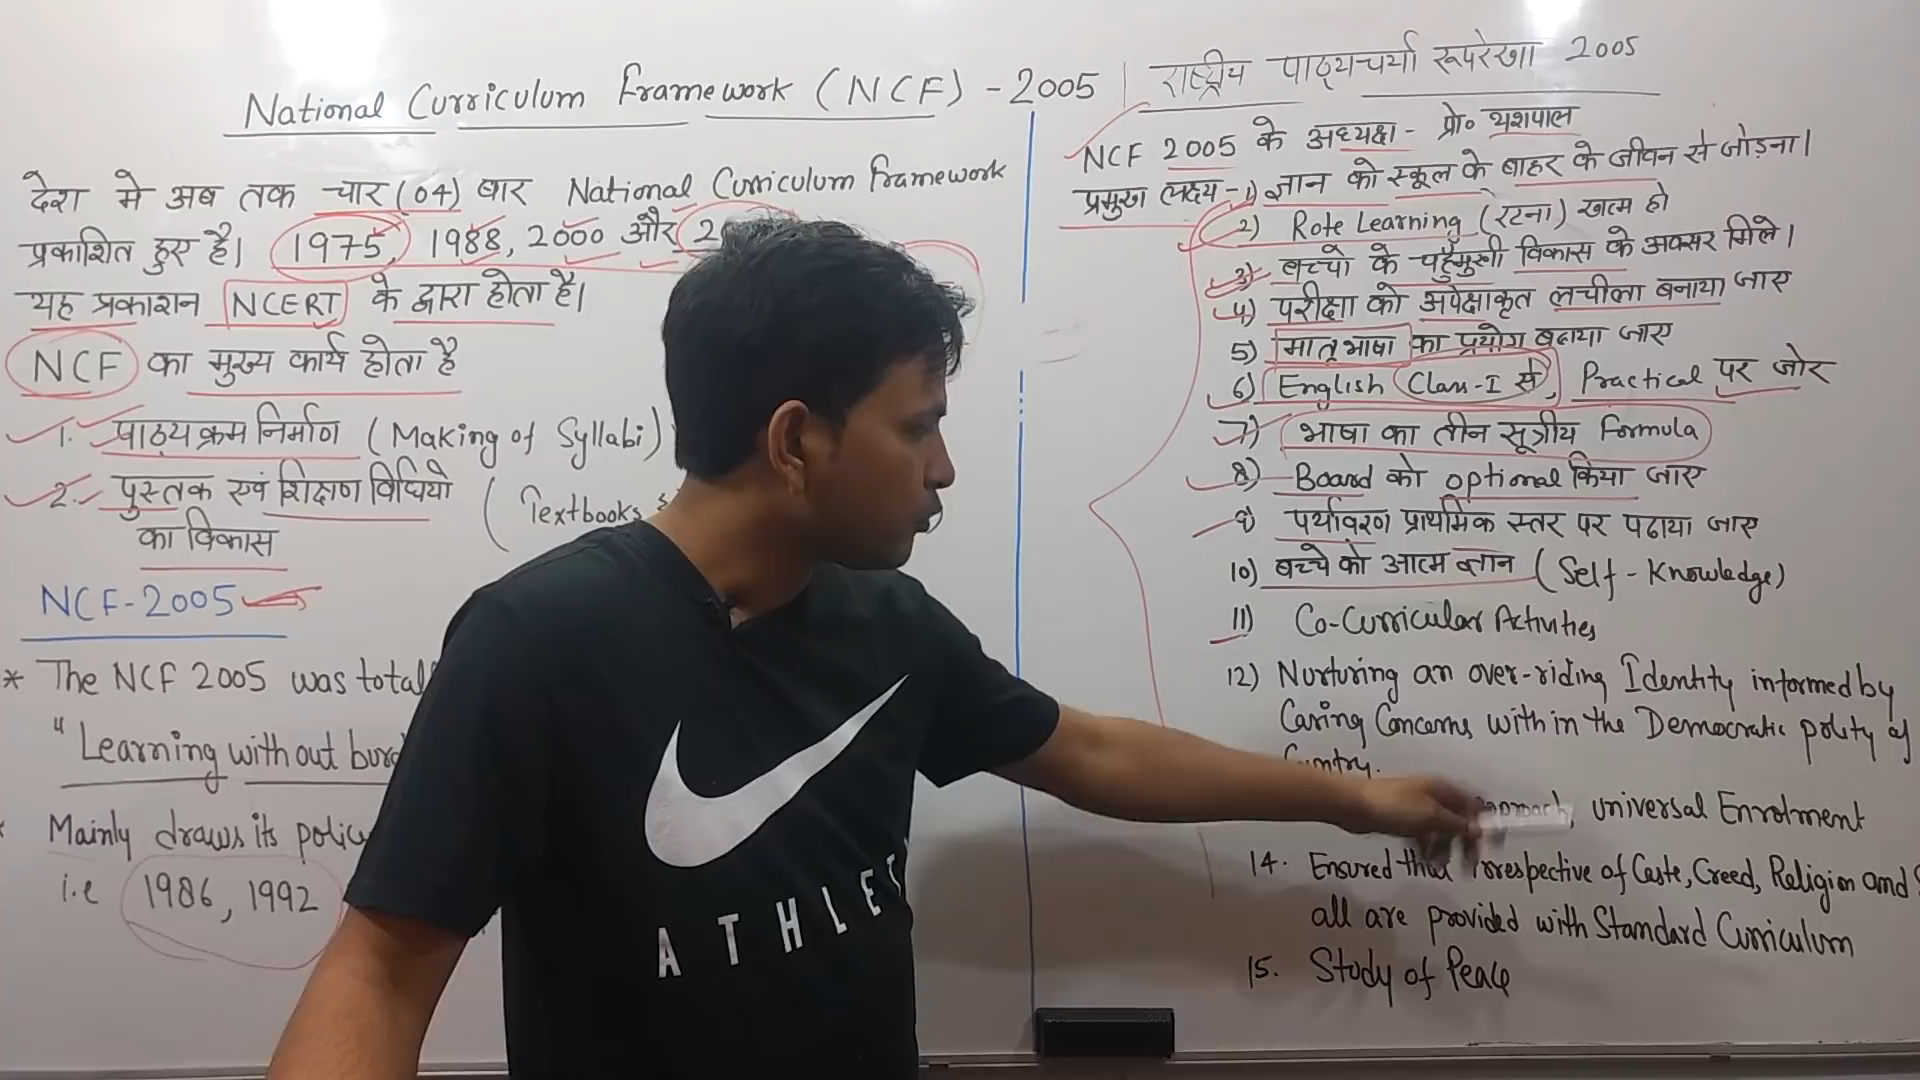 National Curriculum Framework (NCF) - 2005 | राष्ट्रीय पाठ्यचर्या रूपरेखा 2005
देश मे अब तक चार (04) बार National Curriculum Framework
प्रकाशित हुए है। 1975, 1988, 2000 और
यह प्रकाशन NCERT के द्वारा होता है।
NCF का मुख्य कार्य होता है
1. पाठ्यक्रम निर्माण (Making of Syllabi)
2. पुस्तक एवं शिक्षण विधियो (Textbooks
का विकास
NCF-2005
* The NCF 2005 was
"Learning without
Mainly draws its
i.e 1986, 1992
NCF 2005 के अध्यक्ष - प्रो० यशपाल
प्रमुख लक्ष्य - 1) ज्ञान को स्कूल के बाहर के जीवन से जोड़ना।
2) Rote Learning (रटना) खत्म हो
3) बच्चो के चहुँमुखी विकास के अवसर मिले।
4) परीक्षा को अपेक्षाकृत लचीला बनाया जाए
5) मातृभाषा का प्रयोग बढाया जाए
6) English Class-I से, Practical पर जोर
7) भाषा का तीन सूत्रीय Formula
8) Board को optional किया जाए
9) पर्यावरण प्राथमिक स्तर पर पढाया जाए
10) बच्चे को आत्म ज्ञान (Self-Knowledge)
11) Co-Curricular Activities
12) Nurturing an over-riding Identity informed by
Caring Concerns with in the Democratic polity of
Country.
universal Enrolment
14. Ensured that irrespective of Caste, Creed, Religion and
all are provided with Standard Curriculum
15. Study of Peace
ATHLE